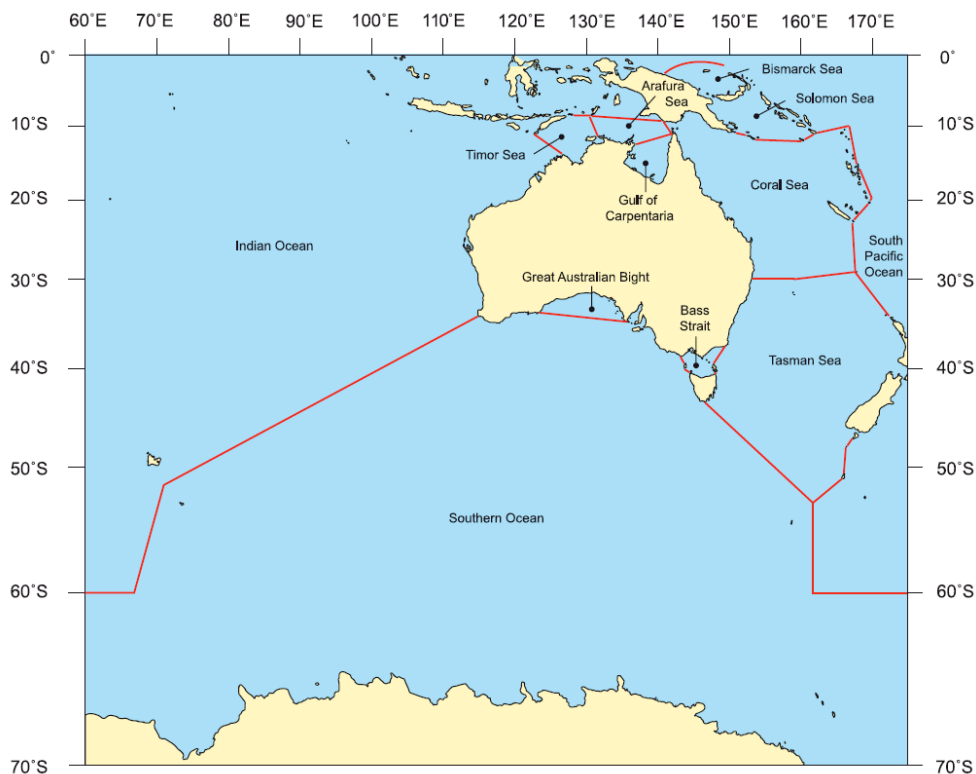 60˚E 70˚E 80˚E 90˚E 100˚E 110˚E 120˚E 130˚E 140˚E 150˚E 160˚E 170˚E
0˚ 0˚
Bismarck Sea
Arafura
Sea
Solomon Sea
10˚S 10˚S
Timor Sea
Coral Sea
20˚S 20˚S
Gulf of
Carpentaria
Indian Ocean
South
Pacific
Ocean
30˚S 30˚S
Great Australian Bight
Bass
Strait
Tasman Sea
40˚S 40˚S
50˚S 50˚S
Southern Ocean
60˚S 60˚S
70˚S 70˚S